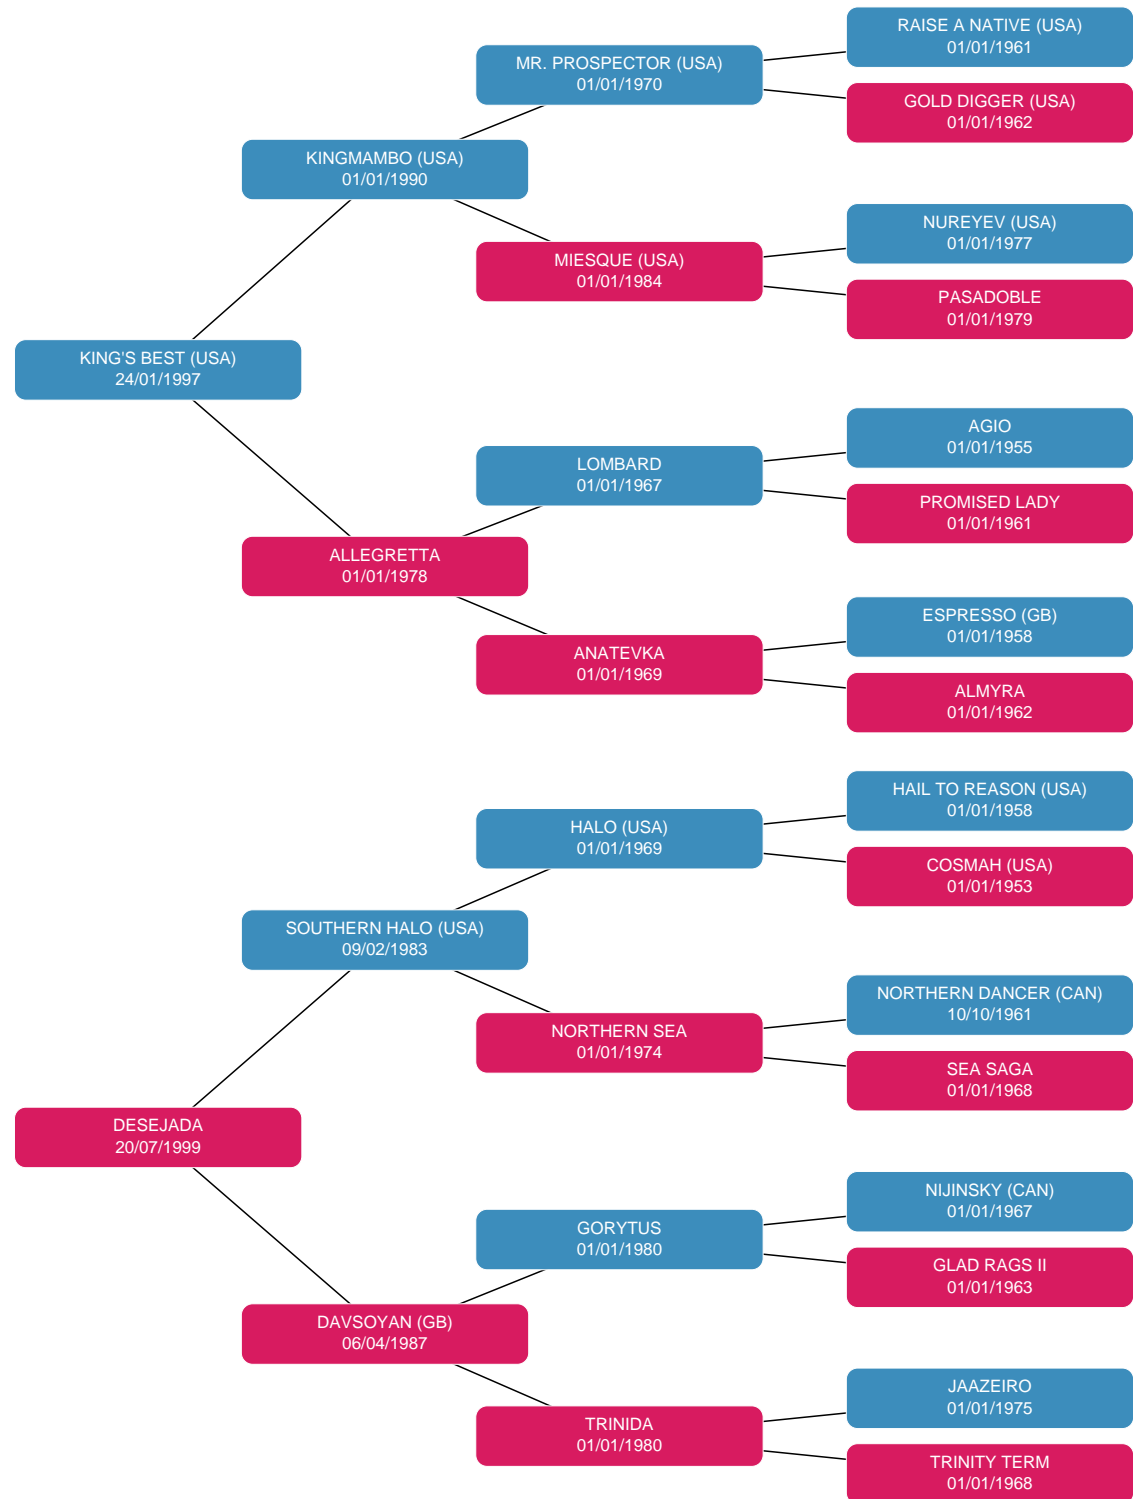 RAISE A NATIVE (USA)
01/01/1961
MR. PROSPECTOR (USA)
01/01/1970
GOLD DIGGER (USA)
01/01/1962
KINGMAMBO (USA)
01/01/1990
NUREYEV (USA)
01/01/1977
MIESQUE (USA)
01/01/1984
PASADOBLE
01/01/1979
KING'S BEST (USA)
24/01/1997
AGIO
01/01/1955
LOMBARD
01/01/1967
PROMISED LADY
01/01/1961
ALLEGRETTA
01/01/1978
ESPRESSO (GB)
01/01/1958
ANATEVKA
01/01/1969
ALMYRA
01/01/1962
HAIL TO REASON (USA)
01/01/1958
HALO (USA)
01/01/1969
COSMAH (USA)
01/01/1953
SOUTHERN HALO (USA)
09/02/1983
NORTHERN DANCER (CAN)
10/10/1961
NORTHERN SEA
01/01/1974
SEA SAGA
01/01/1968
DESEJADA
20/07/1999
NIJINSKY (CAN)
01/01/1967
GORYTUS
01/01/1980
GLAD RAGS II
01/01/1963
DAVSOYAN (GB)
06/04/1987
JAAZEIRO
01/01/1975
TRINIDA
01/01/1980
TRINITY TERM
01/01/1968